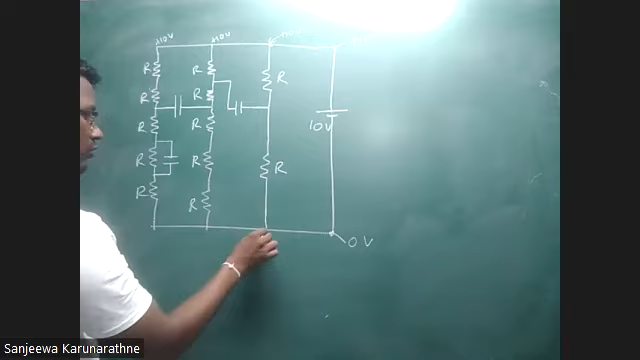 +10V +10V
R R R
R R
R R 10V
R R R
R R
0V
Sanjeewa Karunarathne